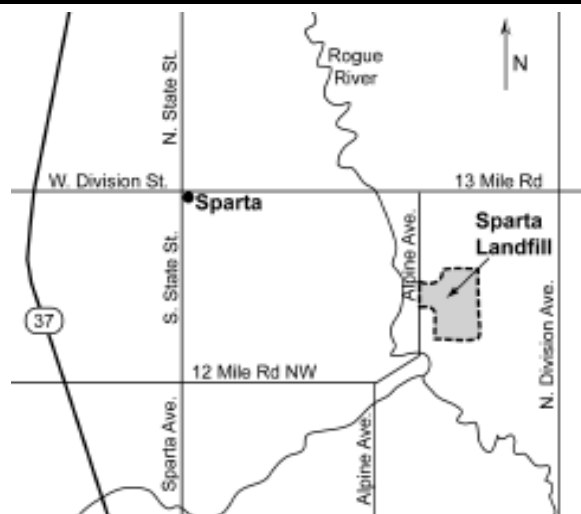 N. State St.
Rogue
River
N
W. Division St.
13 Mile Rd
Sparta
Alpine Ave.
Sparta
Landfill
S. State St.
37
N. Division Ave.
12 Mile Rd NW
Sparta Ave.
Alpine Ave.